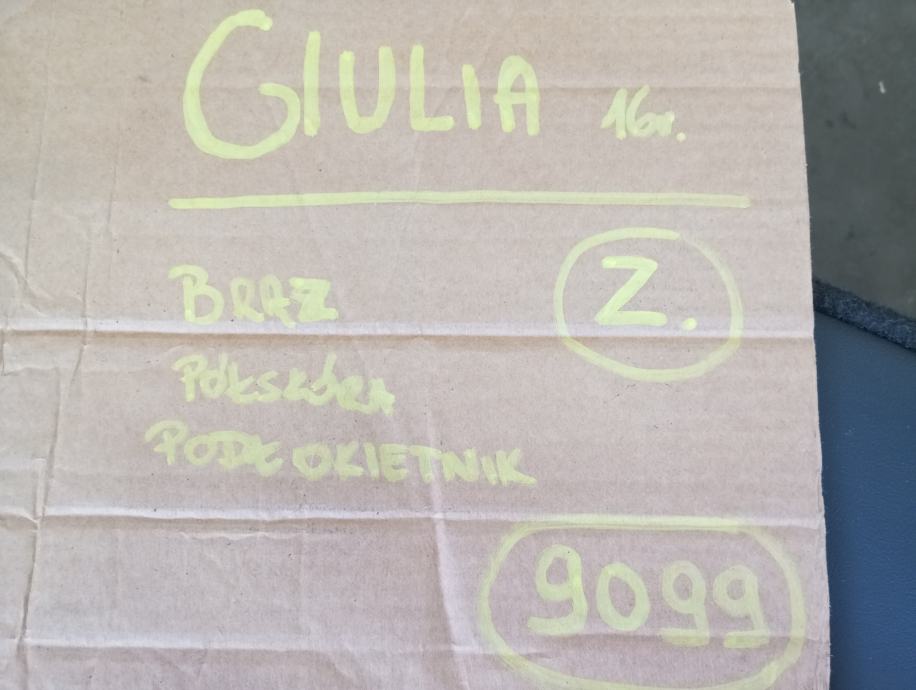 GIULIA 16r.
BRAZ Z.
PÓŁSKÓRA
PODŁOKIETNIK
9099